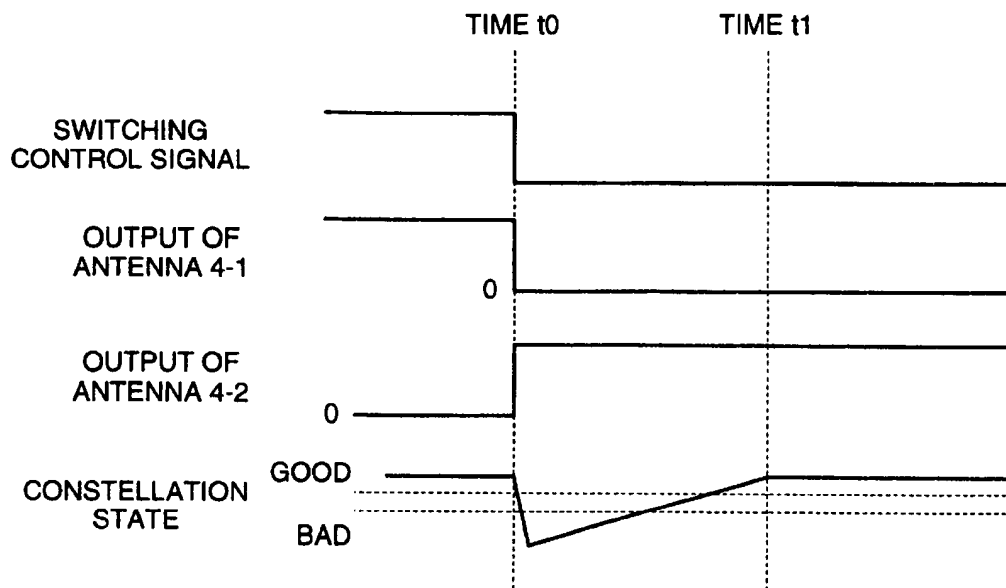 TIME t0
TIME t1
SWITCHING
CONTROL SIGNAL
OUTPUT OF
ANTENNA 4-1
0
OUTPUT OF
ANTENNA 4-2
0
CONSTELLATION
STATE
GOOD
BAD